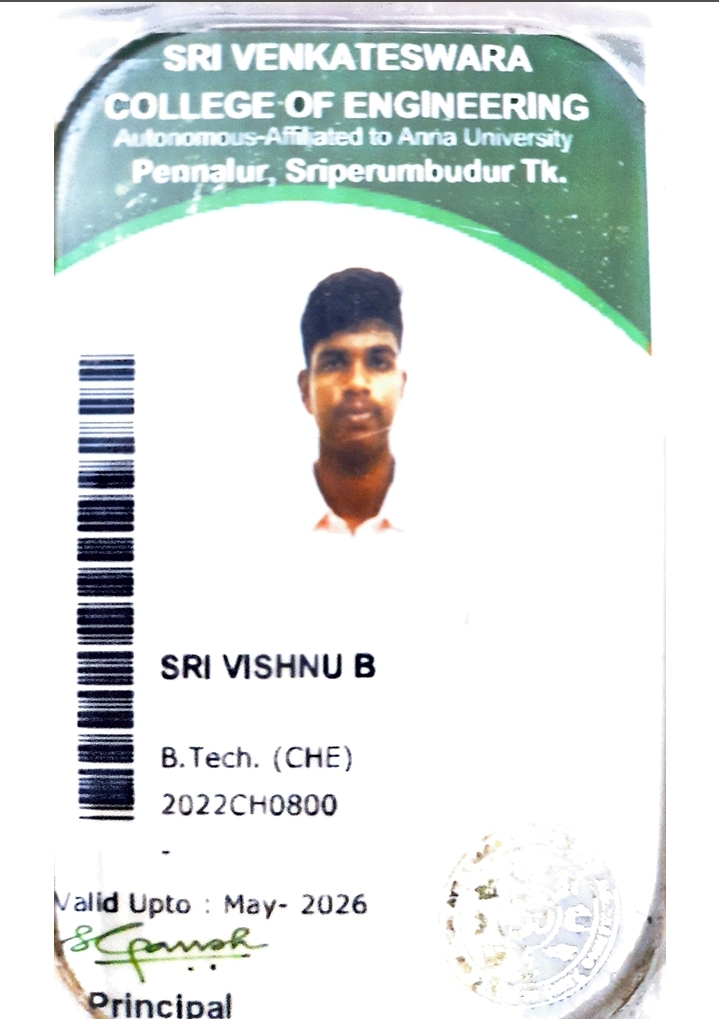 SRI VENKATESWARA
COLLEGE OF ENGINEERING
Autonomous-Affiliated to Anna University
Pennalur, Sriperumbudur Tk.
SRI VISHNU B
B.Tech. (CHE)
2022CH0800
-
Valid Upto : May- 2026
Principal